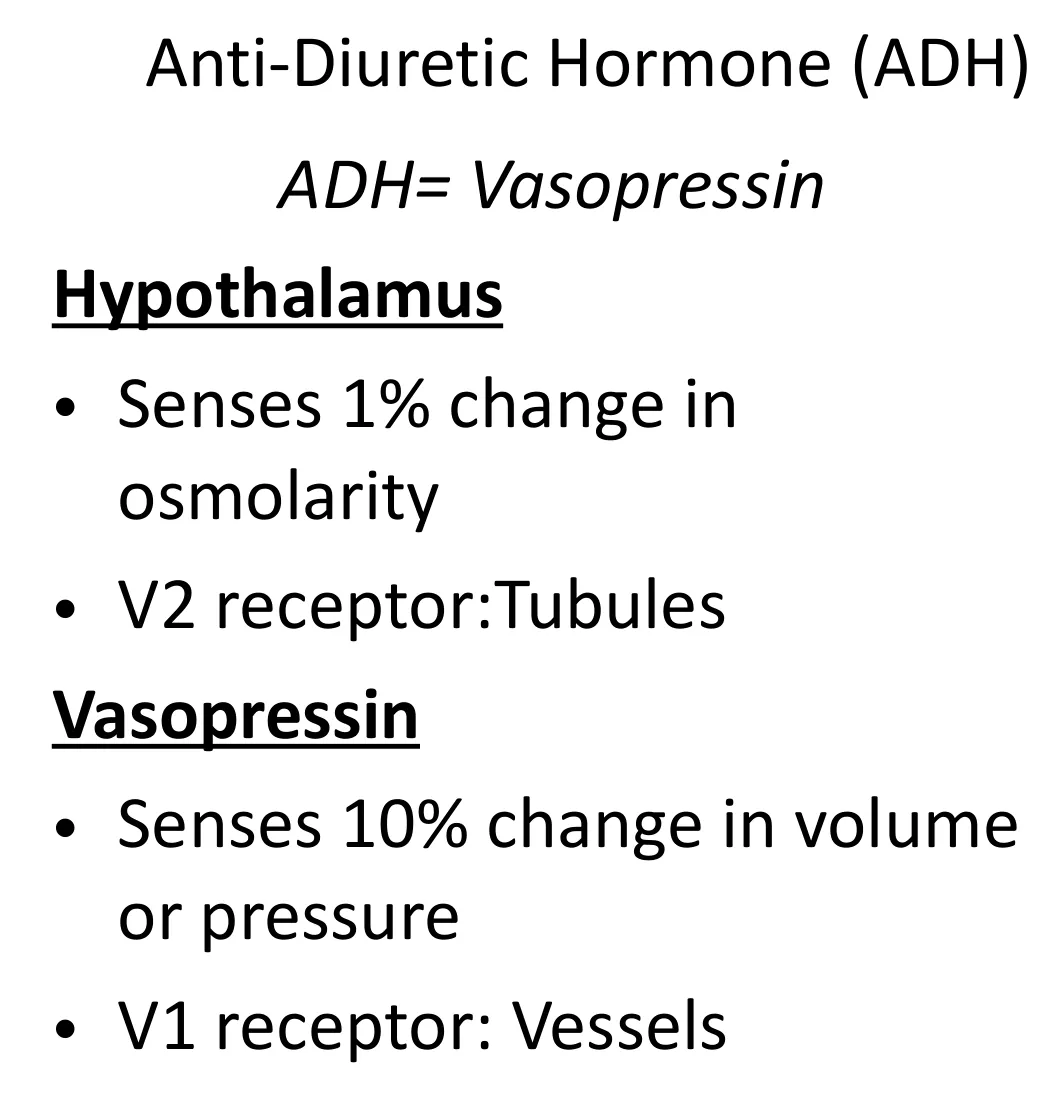 Anti-Diuretic Hormone (ADH)
ADH= Vasopressin
Hypothalamus
• Senses 1% change in
osmolarity
• V2 receptor:Tubules
Vasopressin
• Senses 10% change in volume
or pressure
• V1 receptor: Vessels